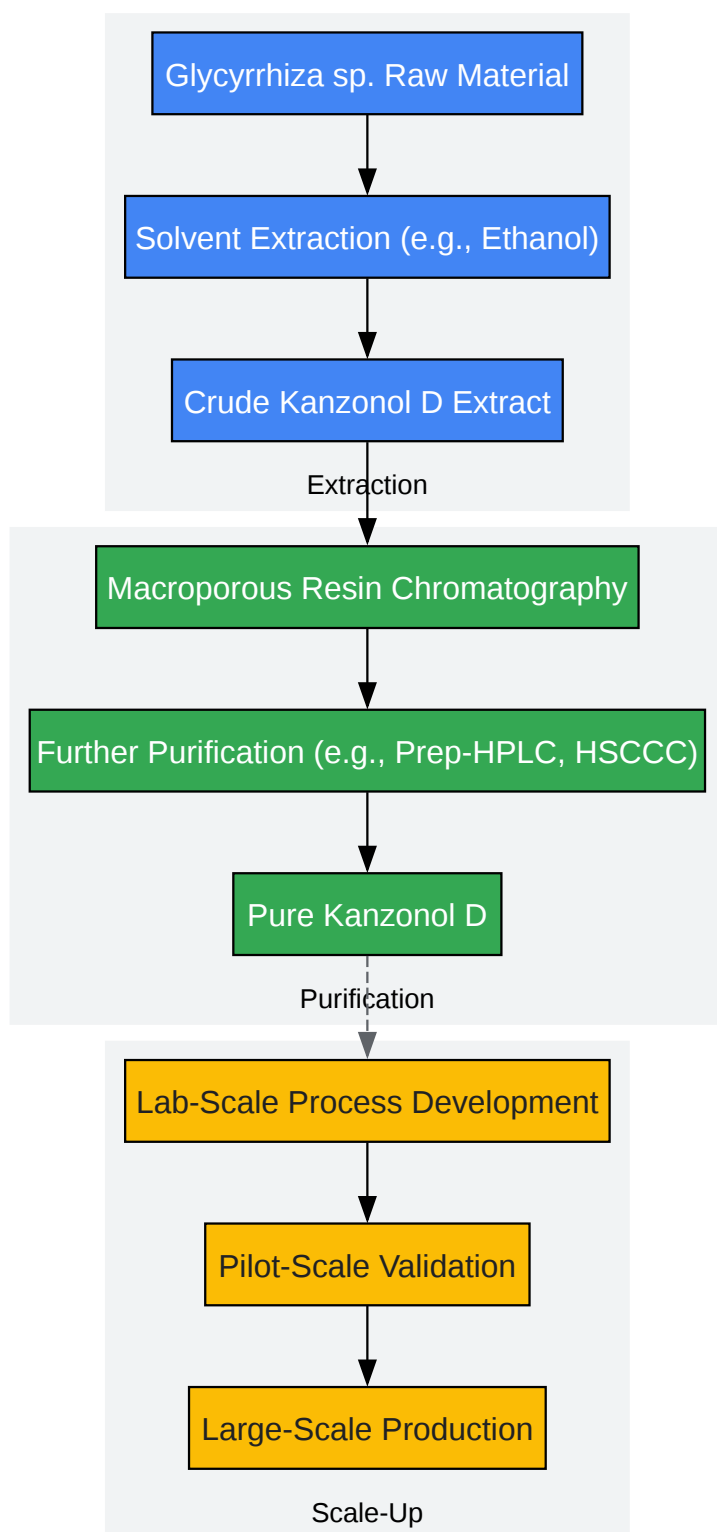 Glycyrrhiza sp. Raw Material
Solvent Extraction (e.g., Ethanol)
Crude Kanzonol D Extract
Extraction
Macroporous Resin Chromatography
Further Purification (e.g., Prep-HPLC, HSCCC)
Pure Kanzonol D
Purification
Lab-Scale Process Development
Pilot-Scale Validation
Large-Scale Production
Scale-Up